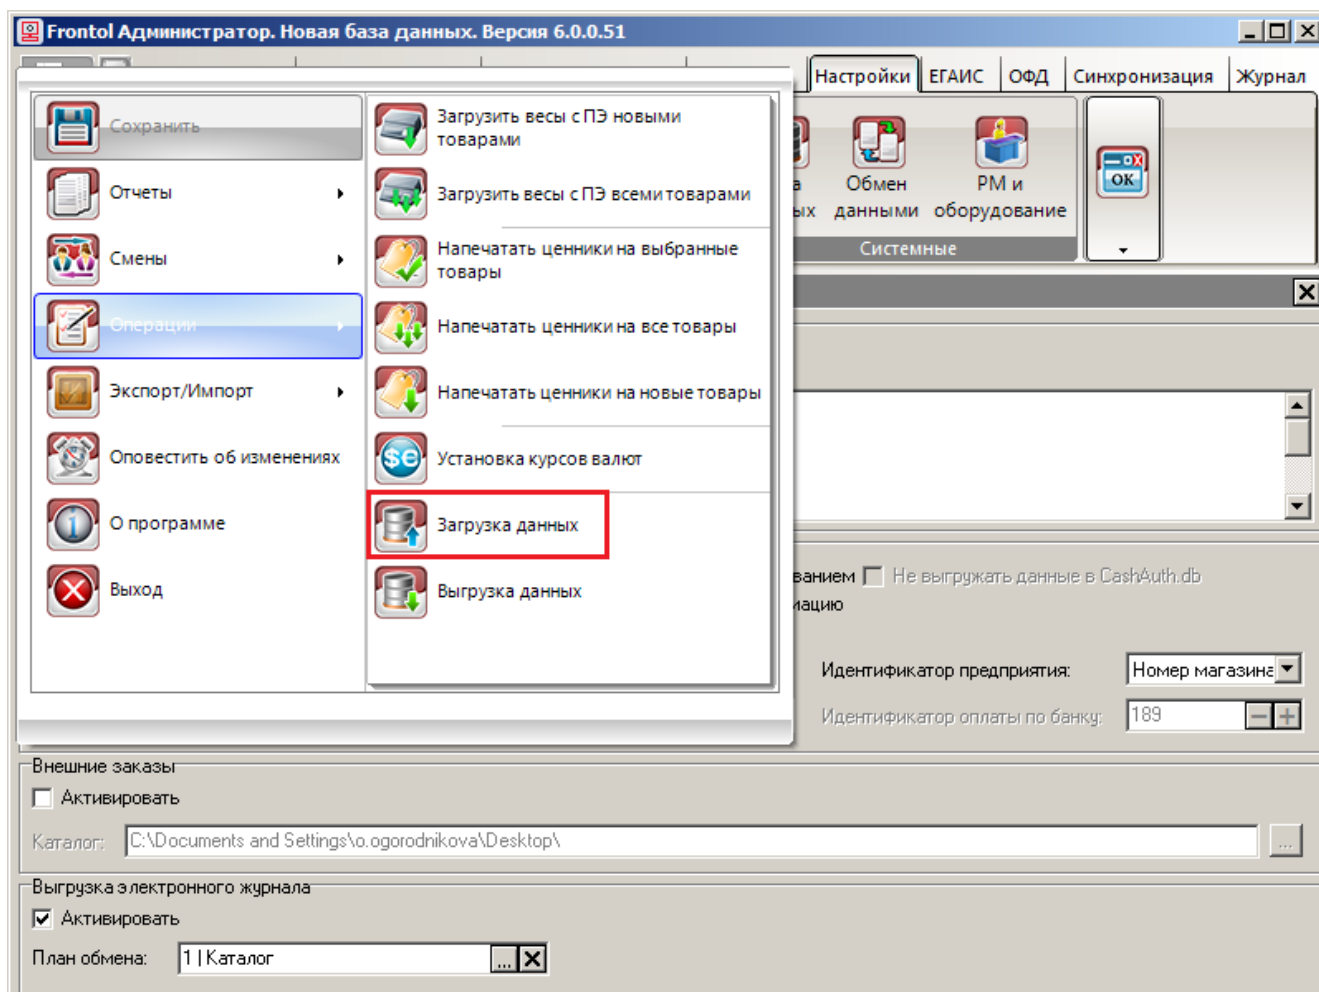 Frontol Администратор. Новая база данных. Версия 6.0.0.51
Настройки ЕГАИС ОФД Синхронизация Журнал
Сохранить
Отчеты
Смены
Операции
Экспорт/Импорт
Оповестить об изменениях
О программе
Выход
Загрузить весы с ПЭ новыми
товарами
Загрузить весы с ПЭ всеми товарами
Напечатать ценники на выбранные
товары
Напечатать ценники на все товары
Напечатать ценники на новые товары
Установка курсов валют
Загрузка данных
Выгрузка данных
Обмен
данными
РМ и
оборудование
OK
Системные
Не выгружать данные в CashAuth.db
Идентификатор предприятия: Номер магазина
Идентификатор оплаты по банку: 189
Внешние заказы
Активировать
Каталог: C:\Documents and Settings\o.ogorodnikova\Desktop\ ...
Выгрузка электронного журнала
Активировать
План обмена: 1 | Каталог ...